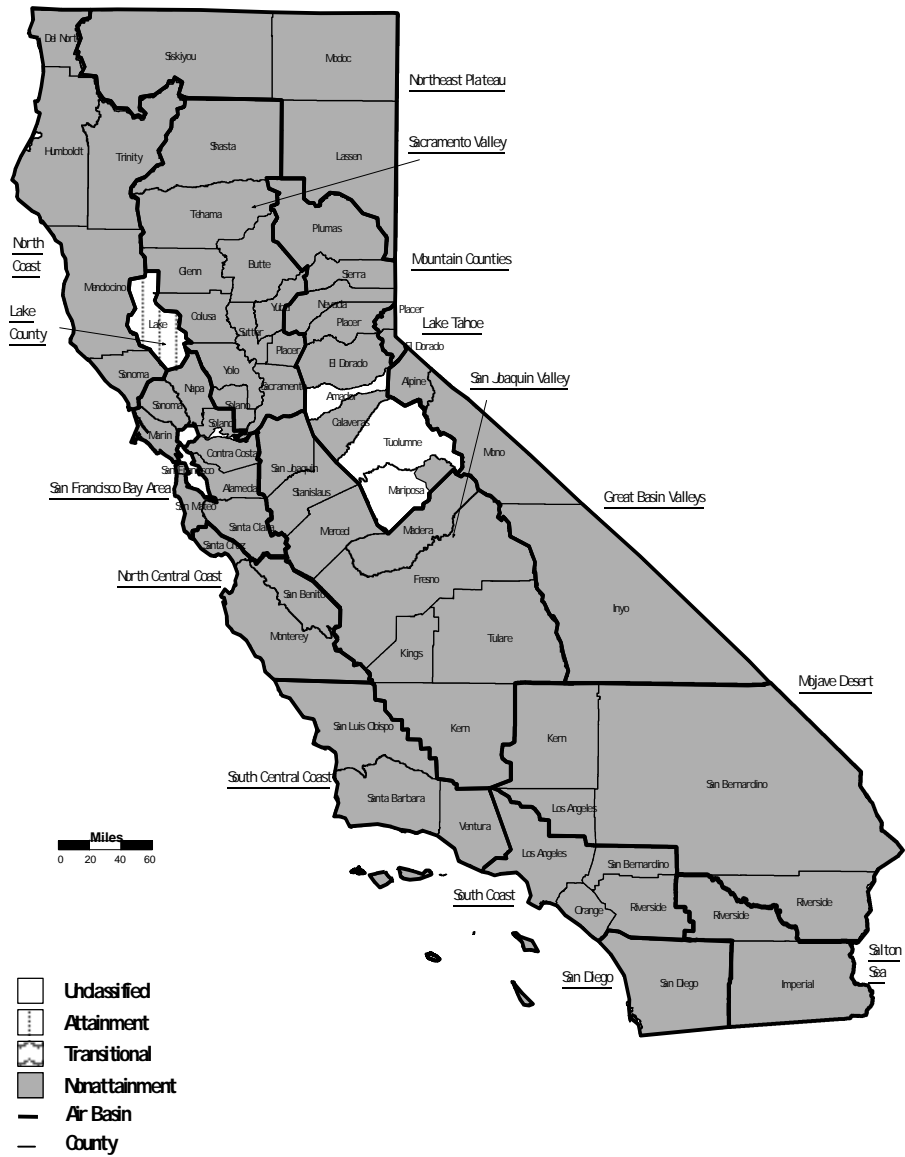 Del Norte
Siskiyou
Modoc
Northeast Plateau
Sacramento Valley
Shasta
Humboldt
Trinity
Lassen
Tehama
Plumas
North
Coast
Mountain Counties
Butte
Glenn
Sierra
Mendocino
Nevada
Yuba
Placer
Lake
County
Lake
Colusa
Placer
Lake Tahoe
Sutter
El Dorado
Placer
El Dorado
Sonoma
Yolo
Alpine
San Joaquin Valley
Napa
Sacramento
Amador
Sonoma
Solano
Solano
Calaveras
Marin
Tuolumne
Mono
Contra Costa
San Francisco
San Joaquin
San Francisco Bay Area
Alameda
Stanislaus
Mariposa
Great Basin Valleys
San Mateo
Santa Clara
Merced
Madera
Santa Cruz
North Central Coast
Fresno
San Benito
Inyo
Monterey
Tulare
Kings
Mojave Desert
San Luis Obispo
Kern
Kern
South Central Coast
San Bernardino
Santa Barbara
Los Angeles
Ventura
Miles
0 20 40 60
Los Angeles
San Bernardino
South Coast
Orange
Riverside
Riverside
Riverside
Salton
Sea
San Diego
San Diego
Imperial
Unclassified
Attainment
Transitional
Nonattainment
Air Basin
County